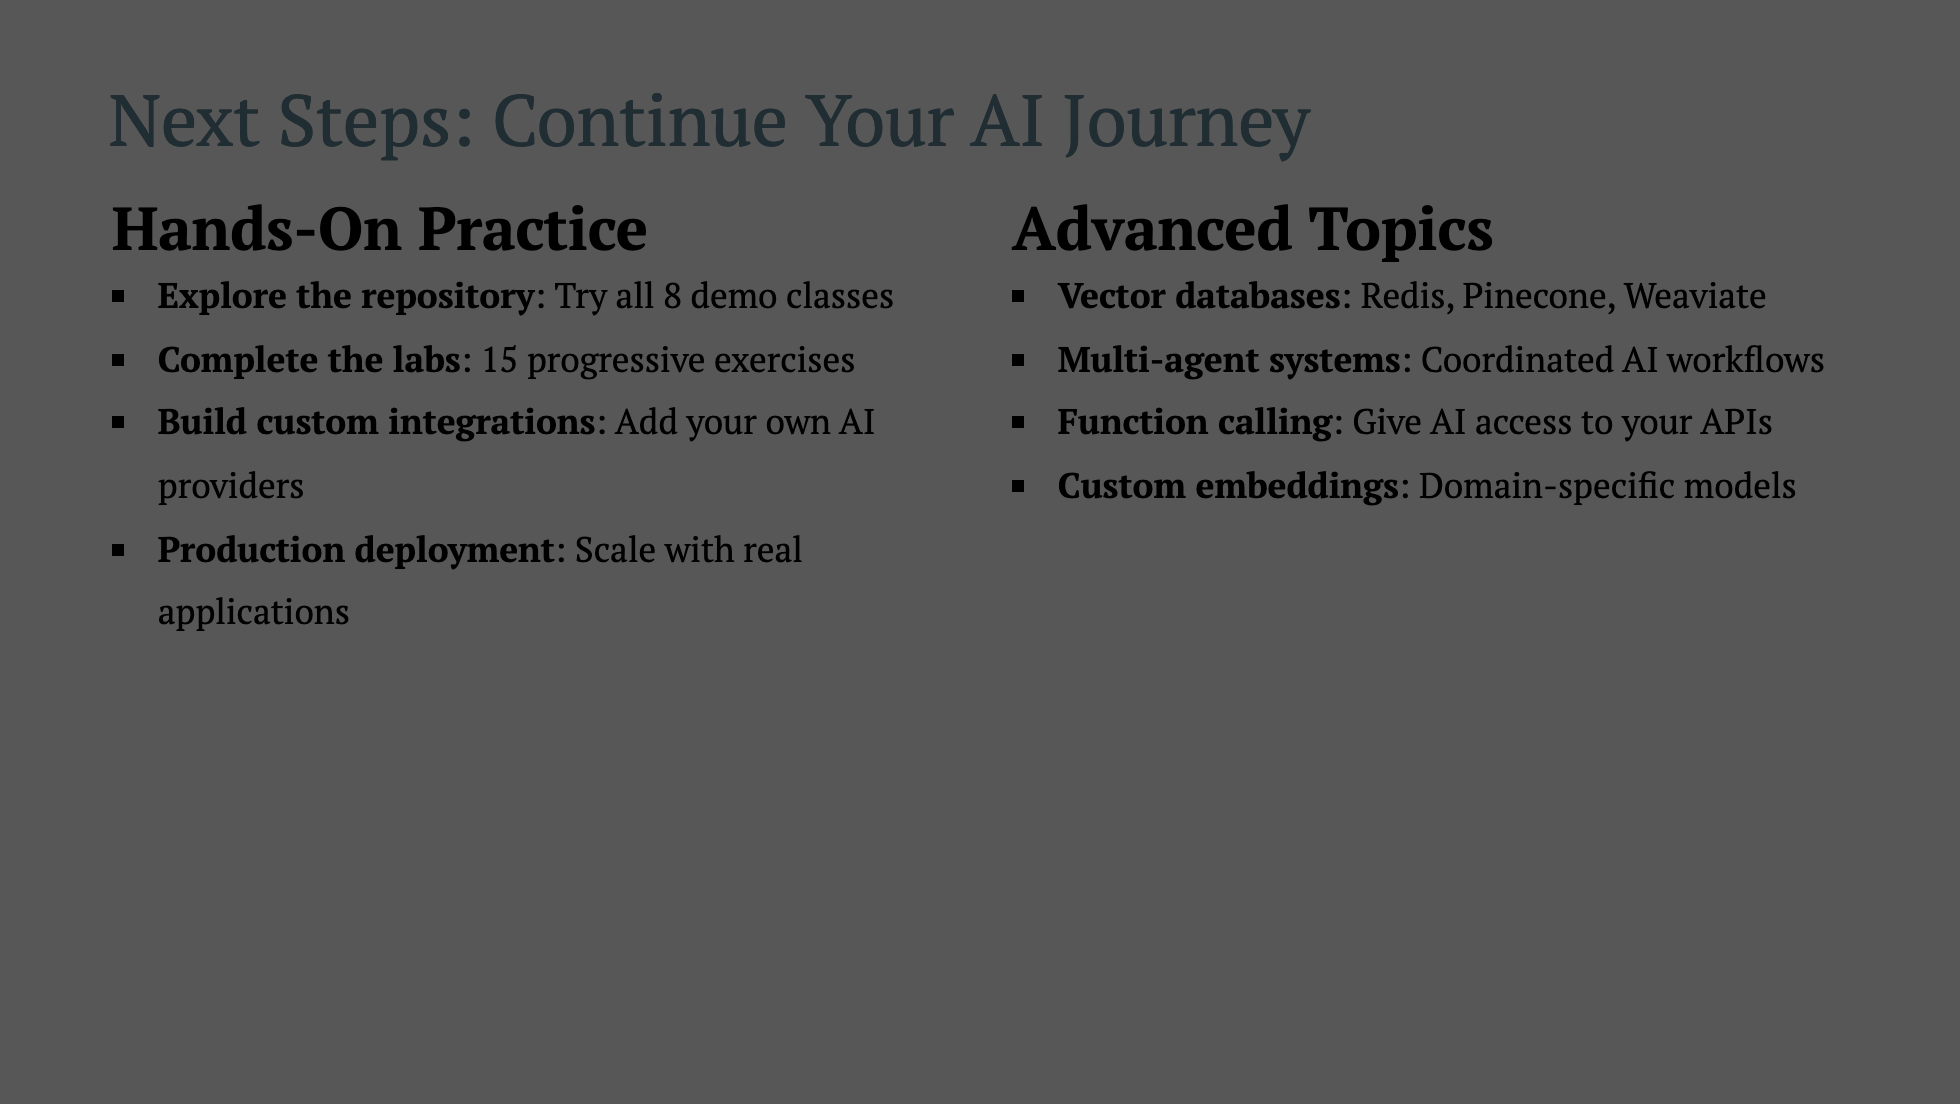 Next Steps: Continue Your AI Journey
Hands-On Practice
▪ Explore the repository: Try all 8 demo classes
▪ Complete the labs: 15 progressive exercises
▪ Build custom integrations: Add your own AI
providers
▪ Production deployment: Scale with real
applications
Advanced Topics
▪ Vector databases: Redis, Pinecone, Weaviate
▪ Multi-agent systems: Coordinated AI workflows
▪ Function calling: Give AI access to your APIs
▪ Custom embeddings: Domain-specific models